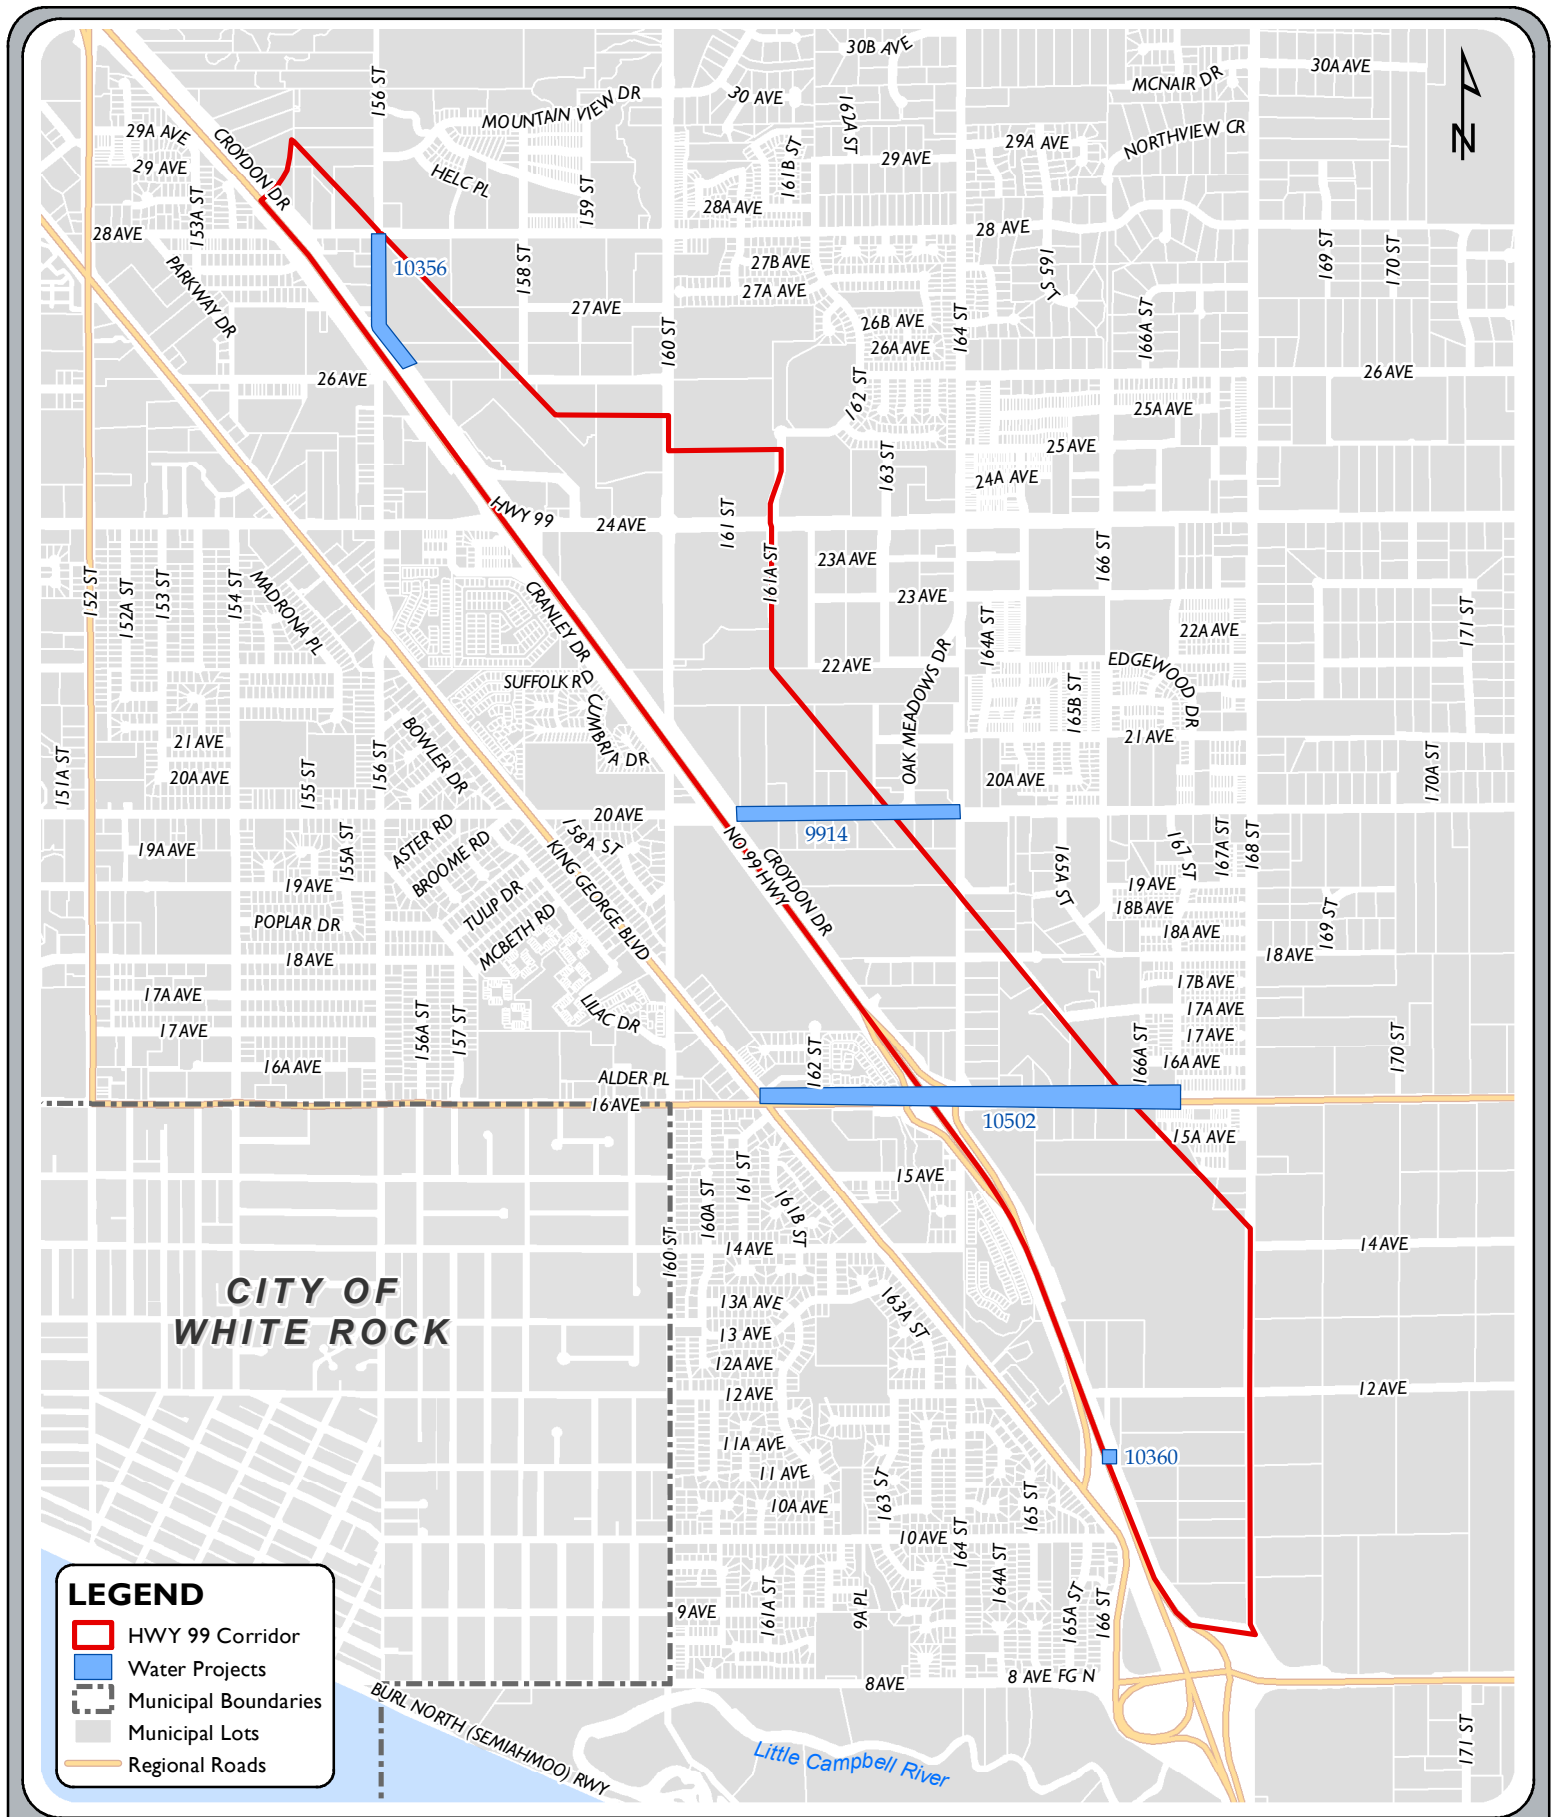 30B AVE
156 ST
MCNAIR DR
30A AVE
30 AVE
MOUNTAIN VIEW DR
162A ST
29A AVE
CROYDON DR
29A AVE
NORTHVIEW CR
29 AVE
161B ST
29 AVE
HELC PL
159 ST
153A ST
28A AVE
28 AVE
28 AVE
158 ST
165 ST
169 ST
170 ST
27B AVE
10356
PARKWAY DR
27A AVE
27 AVE
160 ST
26B AVE
164 ST
166A ST
26A AVE
26 AVE
26 AVE
162 ST
25A AVE
25 AVE
163 ST
24A AVE
HWY 99
24 AVE
161 ST
166 ST
23A AVE
161A ST
152 ST
152A ST
153 ST
154 ST
MADRONA PL
CRANLEY DR
23 AVE
171 ST
164A ST
22A AVE
22 AVE
EDGEWOOD DR
SUFFOLK RD
D
CUMBRIA DR
OAK MEADOWS DR
165B ST
BOWLER DR
21 AVE
21 AVE
151A ST
155 ST
156 ST
20A AVE
20A AVE
170A ST
20 AVE
9914
158A ST
ASTER RD
BROOME RD
KING GEORGE BLVD
NO 99 HWY
CROYDON DR
19A AVE
155A ST
165A ST
167 ST
167A ST
168 ST
19 AVE
19 AVE
TULIP DR
18B AVE
POPLAR DR
MCBETH RD
18A AVE
169 ST
18 AVE
18 AVE
17B AVE
17A AVE
LILAC DR
17A AVE
17 AVE
156A ST
157 ST
17 AVE
162 ST
166A ST
170 ST
16A AVE
16A AVE
ALDER PL
16 AVE
10502
15A AVE
15 AVE
161 ST
160A ST
161B ST
160 ST
14 AVE
14 AVE
CITY OF
WHITE ROCK
13A AVE
163A ST
13 AVE
12A AVE
12 AVE
12 AVE
11A AVE
10360
11 AVE
163 ST
165 ST
10A AVE
10 AVE
164 ST
164A ST
9 AVE
161A ST
9A PL
165A ST
166 ST
8 AVE
8 AVE FG N
BURL NORTH (SEMIAHMOO) RWY
171 ST
Little Campbell River
N
LEGEND
HWY 99 Corridor
Water Projects
Municipal Boundaries
Municipal Lots
Regional Roads